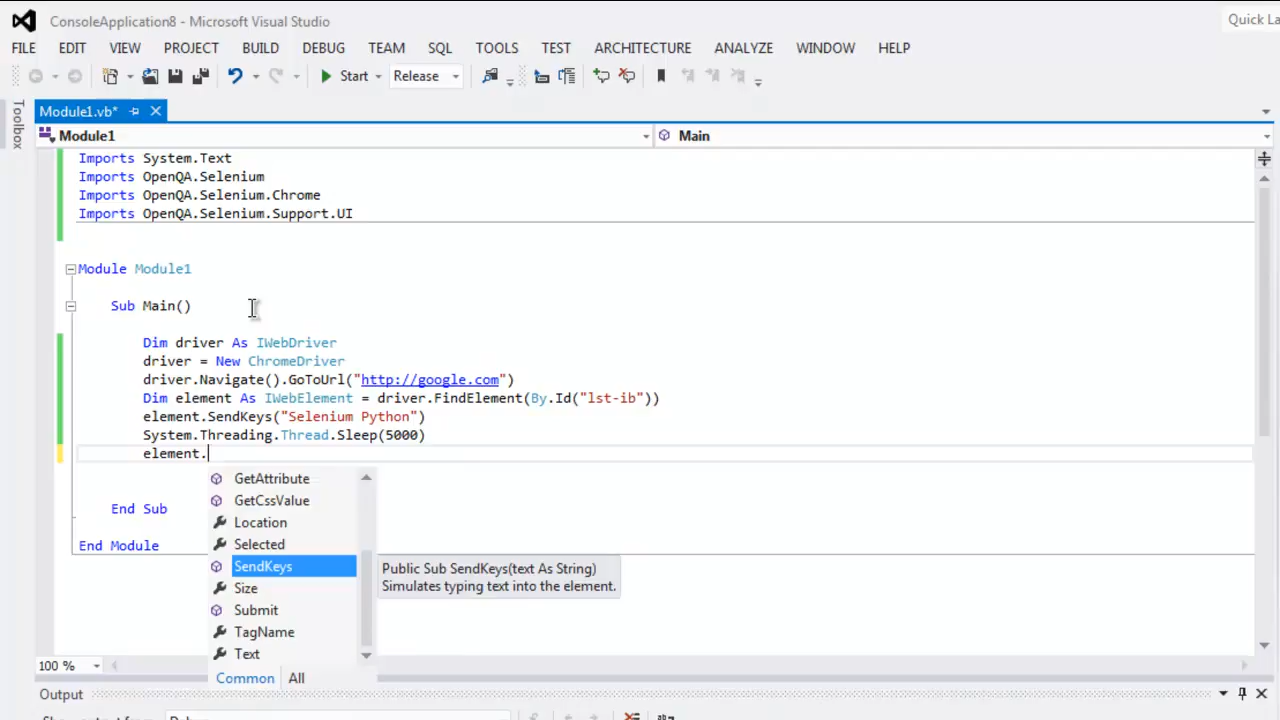 ConsoleApplication8 - Microsoft Visual Studio
Quick La
FILE EDIT VIEW PROJECT BUILD DEBUG TEAM SQL TOOLS TEST ARCHITECTURE ANALYZE WINDOW HELP
Start Release
Toolbox
Module1.vb*
Module1 Main
Imports System.Text
Imports OpenQA.Selenium
Imports OpenQA.Selenium.Chrome
Imports OpenQA.Selenium.Support.UI
Module Module1
Sub Main()
Dim driver As IWebDriver
driver = New ChromeDriver
driver.Navigate().GoToUrl("http://google.com")
Dim element As IWebElement = driver.FindElement(By.Id("lst-ib"))
element.SendKeys("Selenium Python")
System.Threading.Thread.Sleep(5000)
element.
GetAttribute
GetCssValue
Location
Selected
SendKeys
Size
Submit
TagName
Text
Common All
Public Sub SendKeys(text As String)
Simulates typing text into the element.
End Sub
End Module
100 %
Output